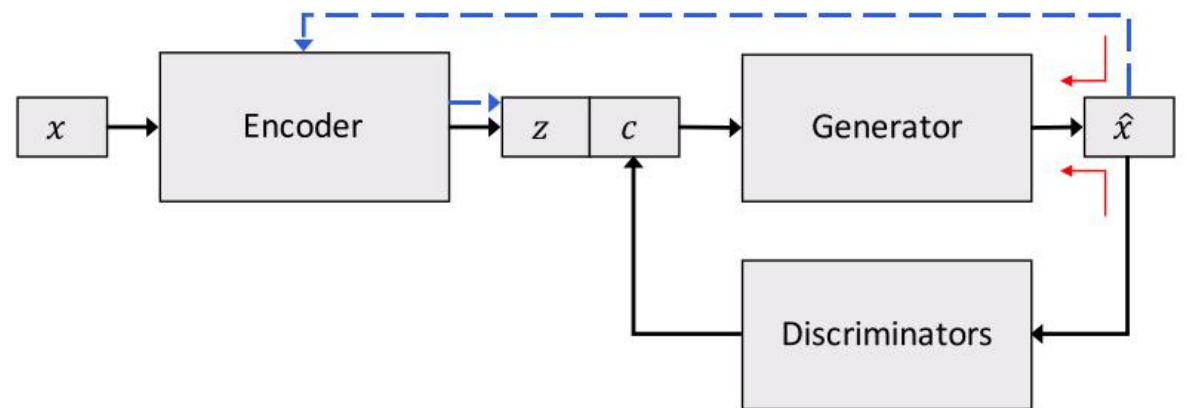 x
Encoder
z
c
Generator
x̂
Discriminators